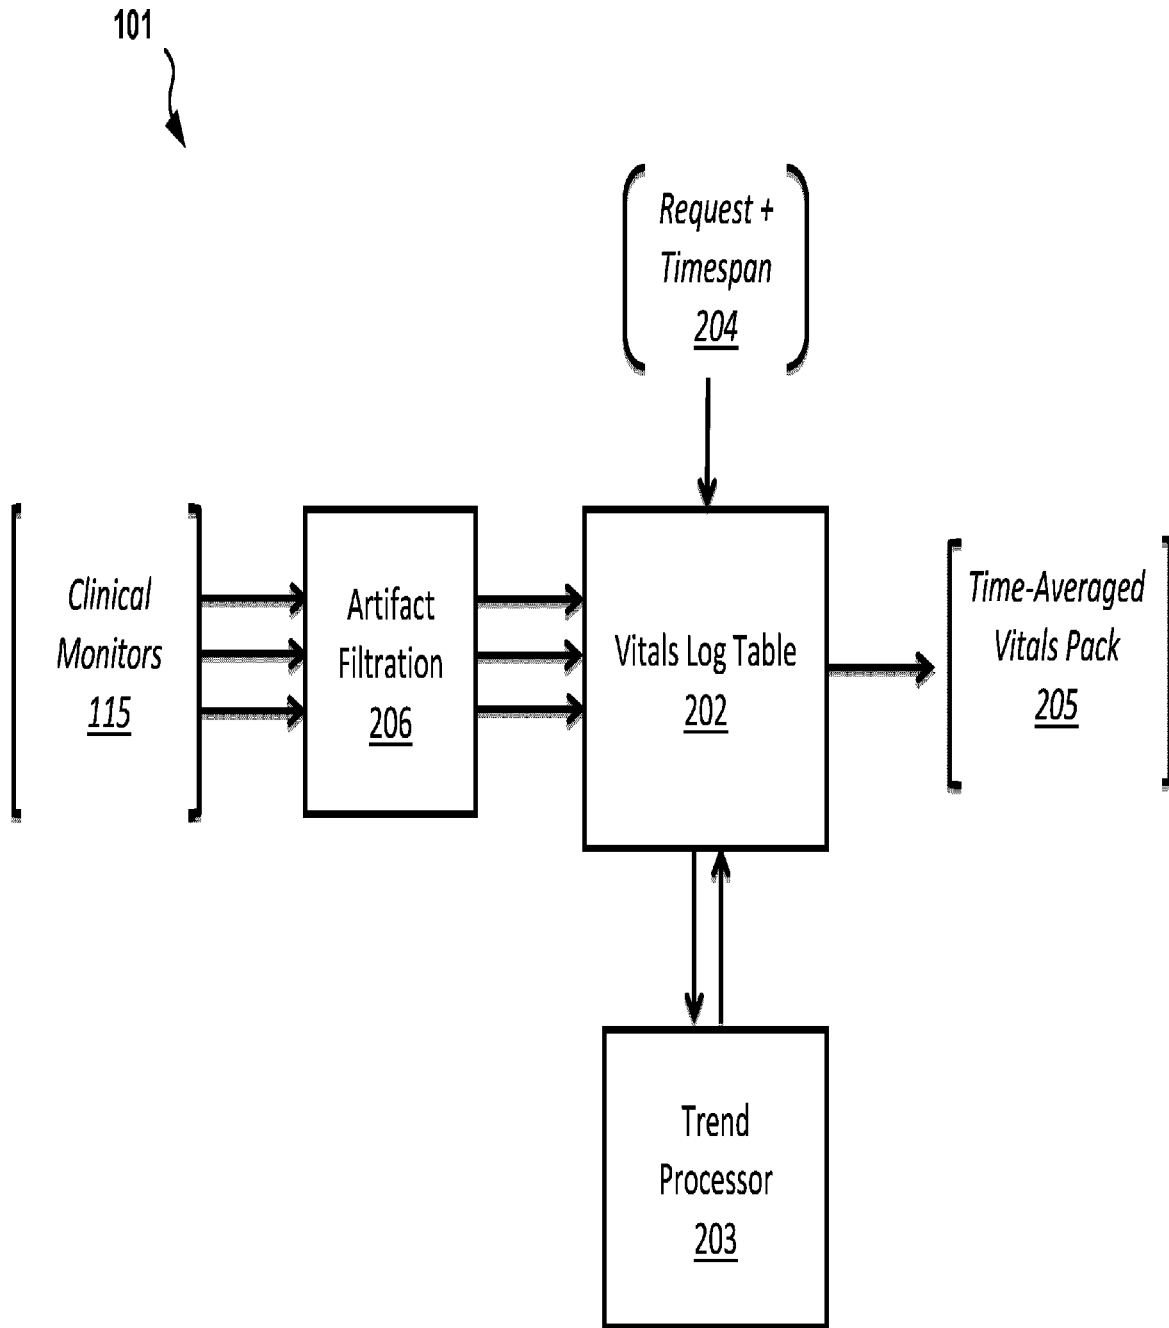 101
Request +
Timespan
204
Clinical
Monitors
115
Artifact
Filtration
206
Vitals Log Table
202
Time-Averaged
Vitals Pack
205
Trend
Processor
203